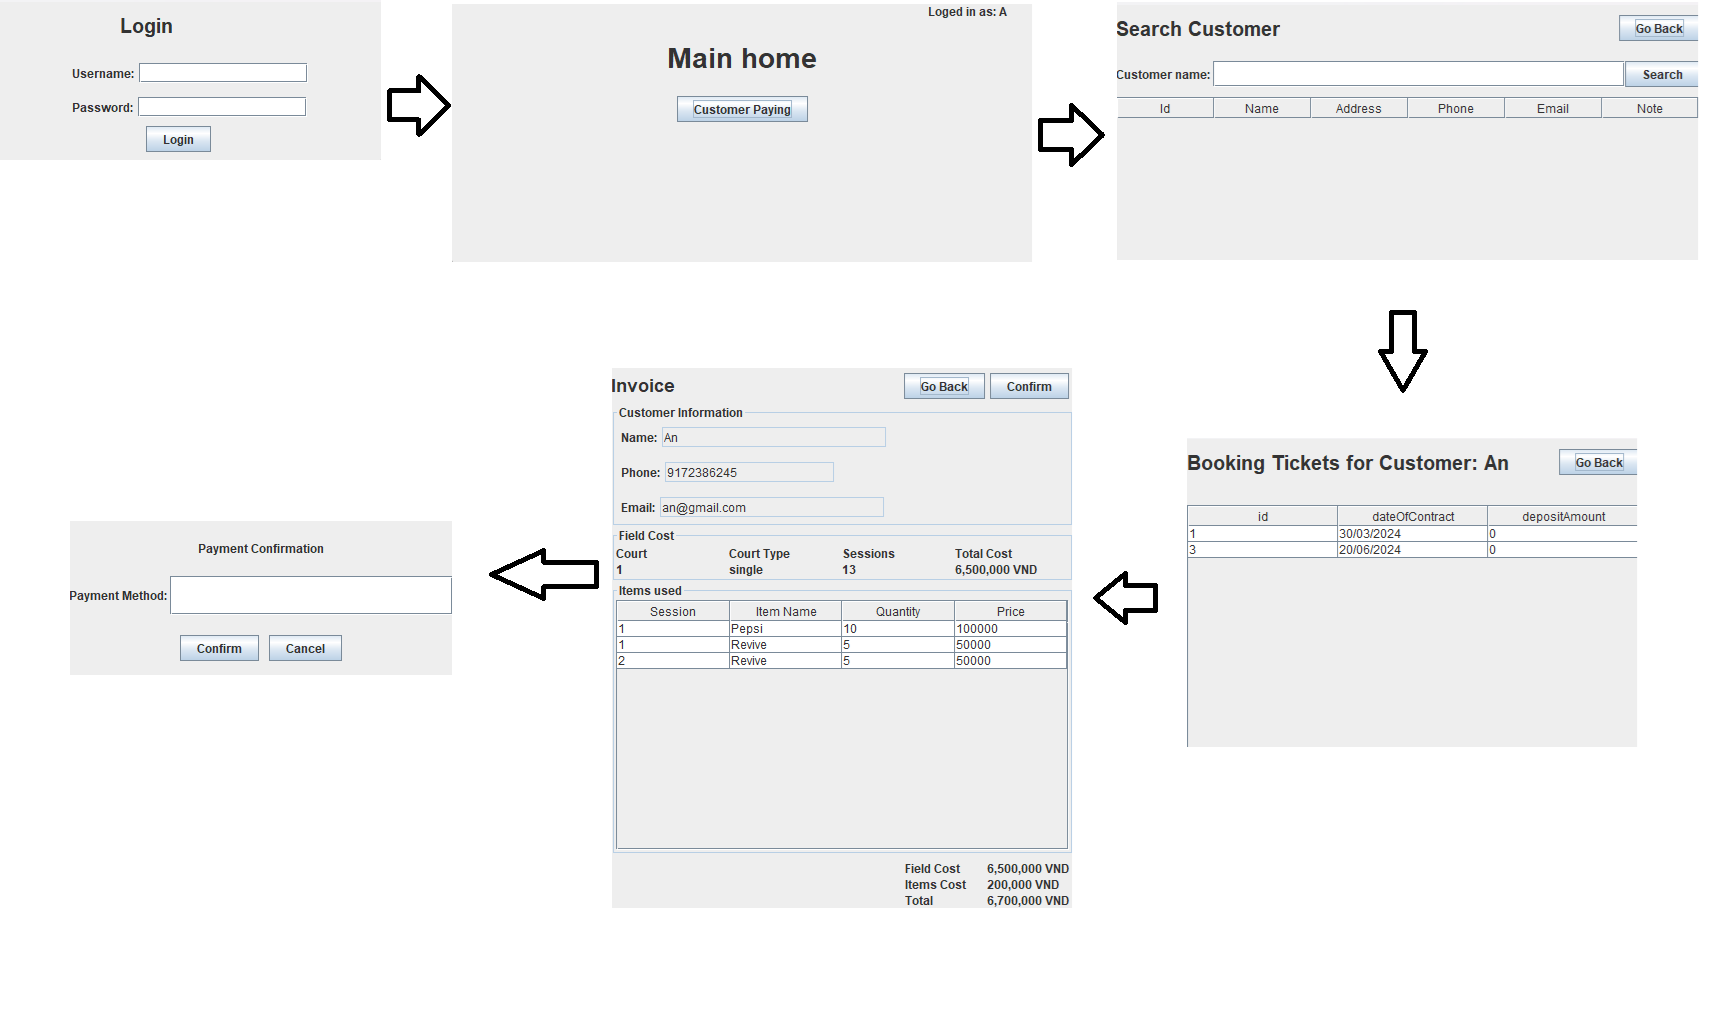 Login
Username:
Password:
Login
Loged in as: A
Main home
Customer Paying
Search Customer
Go Back
Customer name:
Search
Id Name Address Phone Email Note
Booking Tickets for Customer: An
Go Back
id dateOfContract depositAmount
1 30/03/2024 0
3 20/06/2024 0
Invoice
Go Back
Confirm
Customer Information
Name: An
Phone: 9172386245
Email: an@gmail.com
Field Cost
Court Court Type Sessions Total Cost
1 single 13 6,500,000 VND
Items used
Session Item Name Quantity Price
1 Pepsi 10 100000
1 Revive 5 50000
2 Revive 5 50000
Field Cost 6,500,000 VND
Items Cost 200,000 VND
Total 6,700,000 VND
Payment Confirmation
Payment Method:
Confirm
Cancel